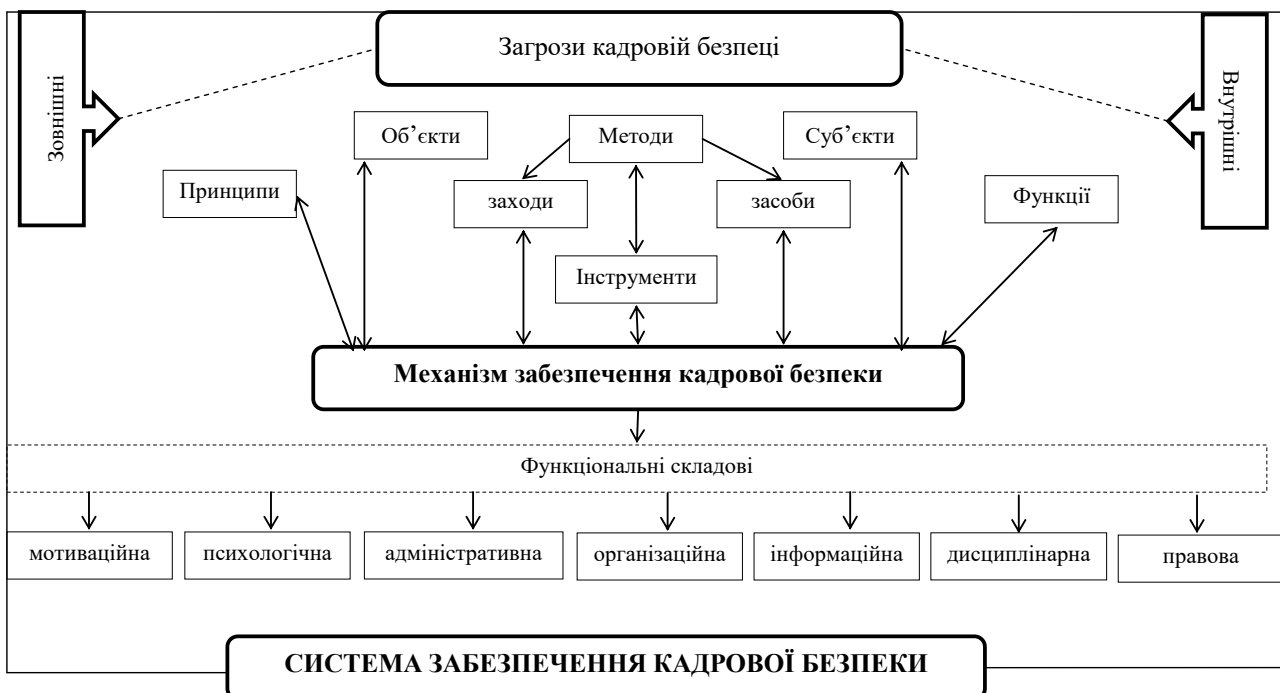 Загрози кадровій безпеці
Зовнішні
Внутрішні
Об’єкти
Методи
Суб’єкти
Принципи
заходи
засоби
Функції
Інструменти
Механізм забезпечення кадрової безпеки
Функціональні складові
мотиваційна
психологічна
адміністративна
організаційна
інформаційна
дисциплінарна
правова
СИСТЕМА ЗАБЕЗПЕЧЕННЯ КАДРОВОЇ БЕЗПЕКИ